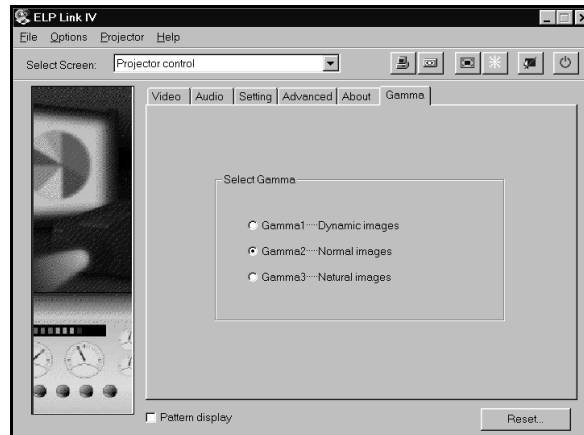 ELP Link IV
File Options Projector Help
Select Screen: Projector control
Video Audio Setting Advanced About Gamma
Select Gamma
Gamma1····Dynamic images
Gamma2····Normal images
Gamma3····Natural images
Pattern display
Reset...